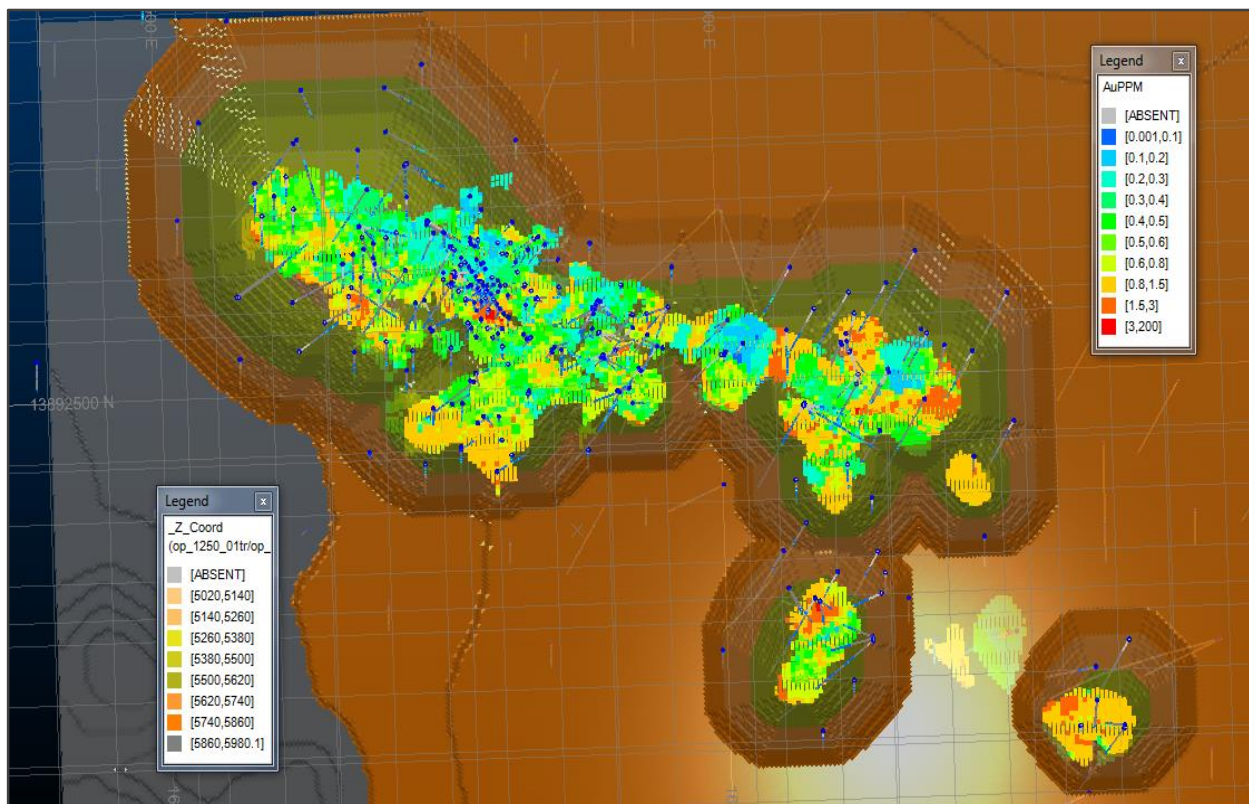 00 E
00 E
Legend
x
AuPPM
[ABSENT]
[0.001,0.1]
[0.1,0.2]
[0.2,0.3]
[0.3,0.4]
[0.4,0.5]
[0.5,0.6]
[0.6,0.8]
[0.8,1.5]
[1.5,3]
[3,200]
13892500 N
Legend
x
_Z_Coord
(op_1250_01tr/op_
[ABSENT]
[5020,5140]
[5140,5260]
[5260,5380]
[5380,5500]
[5500,5620]
[5620,5740]
[5740,5860]
[5860,5980.1]